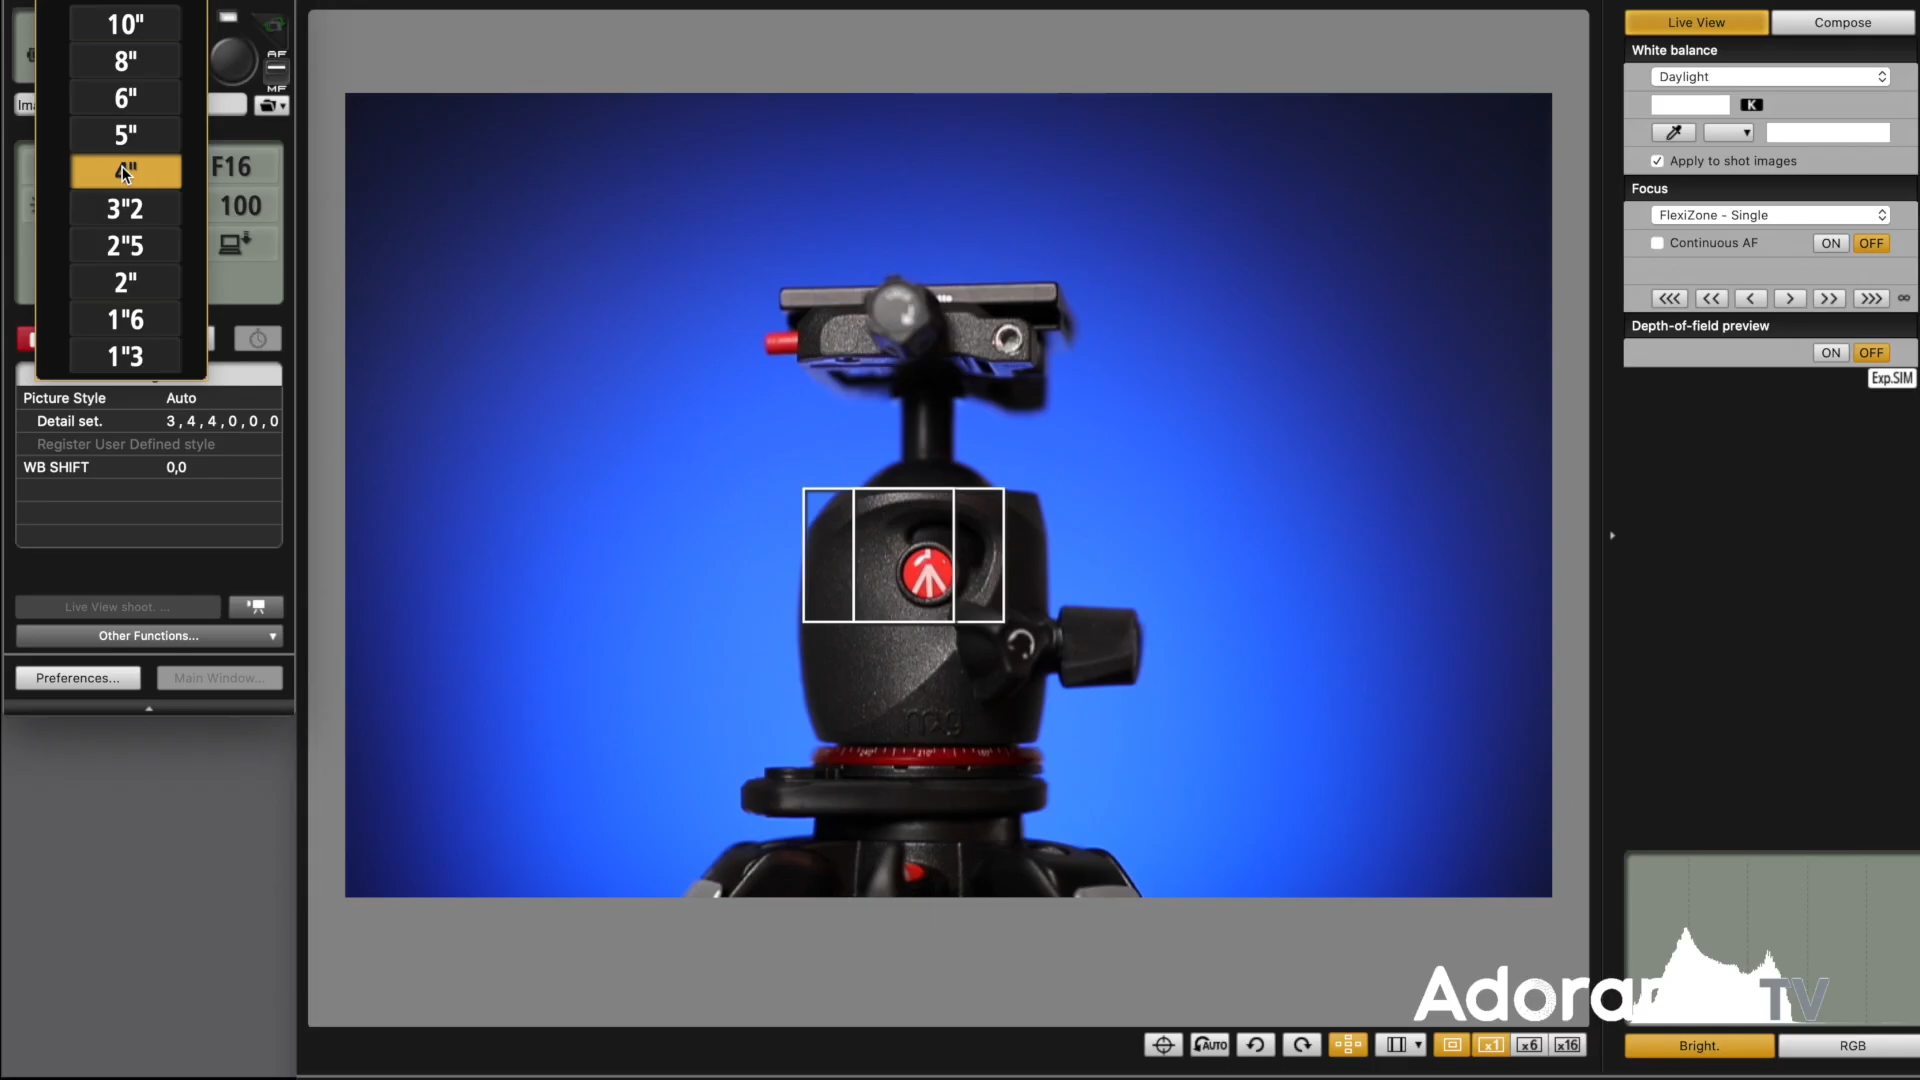 10"
8"
6"
5"
4"
3"2
2"5
2"
1"6
1"3
AF
MF
F16
100
Picture Style Auto
Detail set. 3 , 4 , 4 , 0 , 0 , 0
Register User Defined style
WB SHIFT 0,0
Live View shoot. ...
Other Functions...
Preferences... Main Window...
Live View Compose
White balance
Daylight
K
Apply to shot images
Focus
FlexiZone - Single
Continuous AF ON OFF
<<< << < > >> >>> ∞
Depth-of-field preview
ON OFF
Exp.SIM
TV
AUTO
x1 x6 x16
Bright. RGB